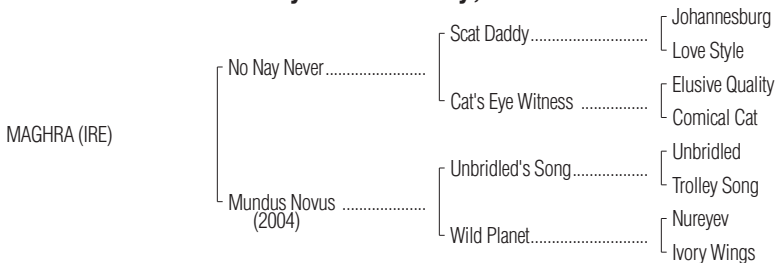 Johannesburg
Scat Daddy
Love Style
No Nay Never
Elusive Quality
Cat's Eye Witness
Comical Cat
MAGHRA (IRE)
Unbridled
Unbridled's Song
Trolley Song
Mundus Novus
(2004)
Nureyev
Wild Planet
Ivory Wings